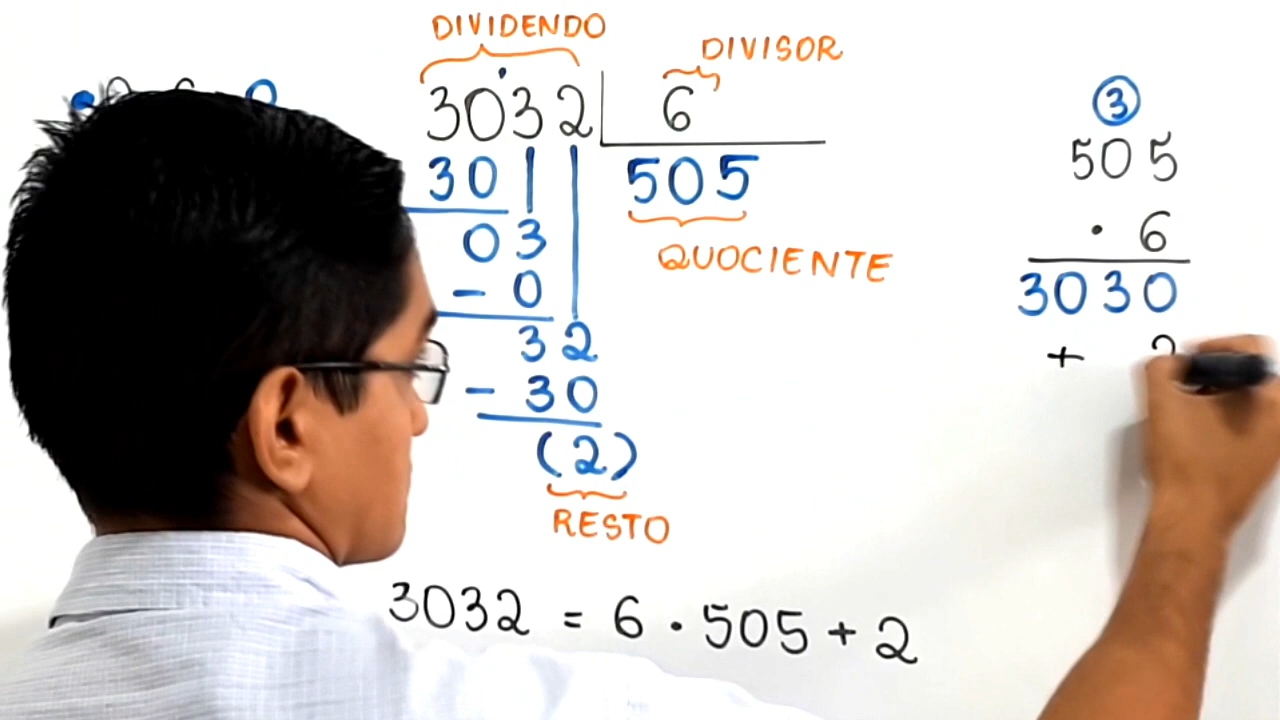 DIVIDENDO
DIVISOR
3032 6
30
505
QUOCIENTE
03
- 0
32
- 30
(2)
RESTO
3032 = 6 · 505 + 2
3
505
· 6
3030
+ 2